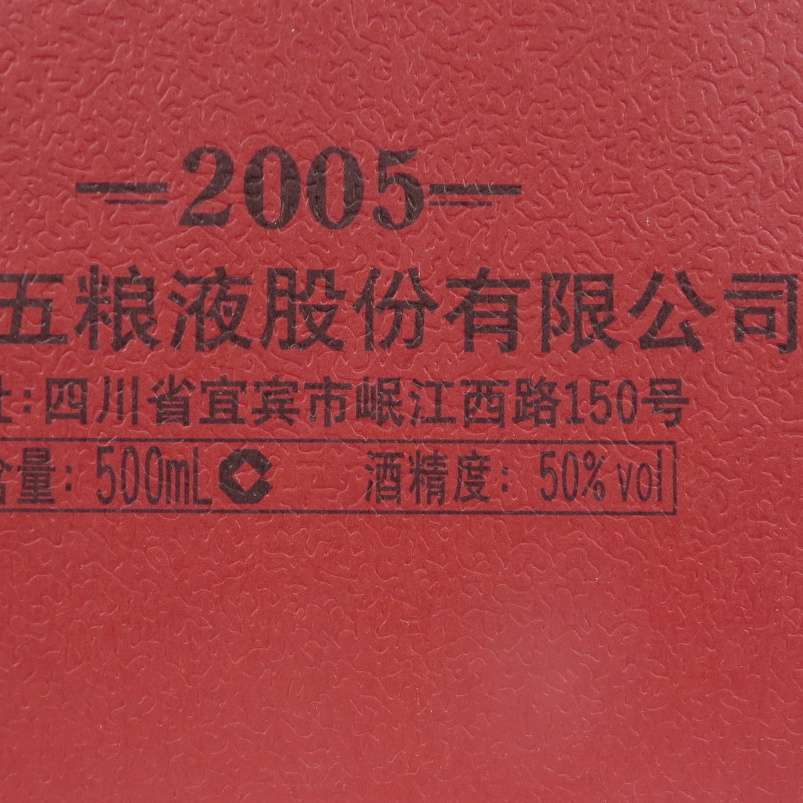 —2005—
五粮液股份有限公司
址:四川省宜宾市岷江西路150号
含量: 500mL 酒精度: 50%vol